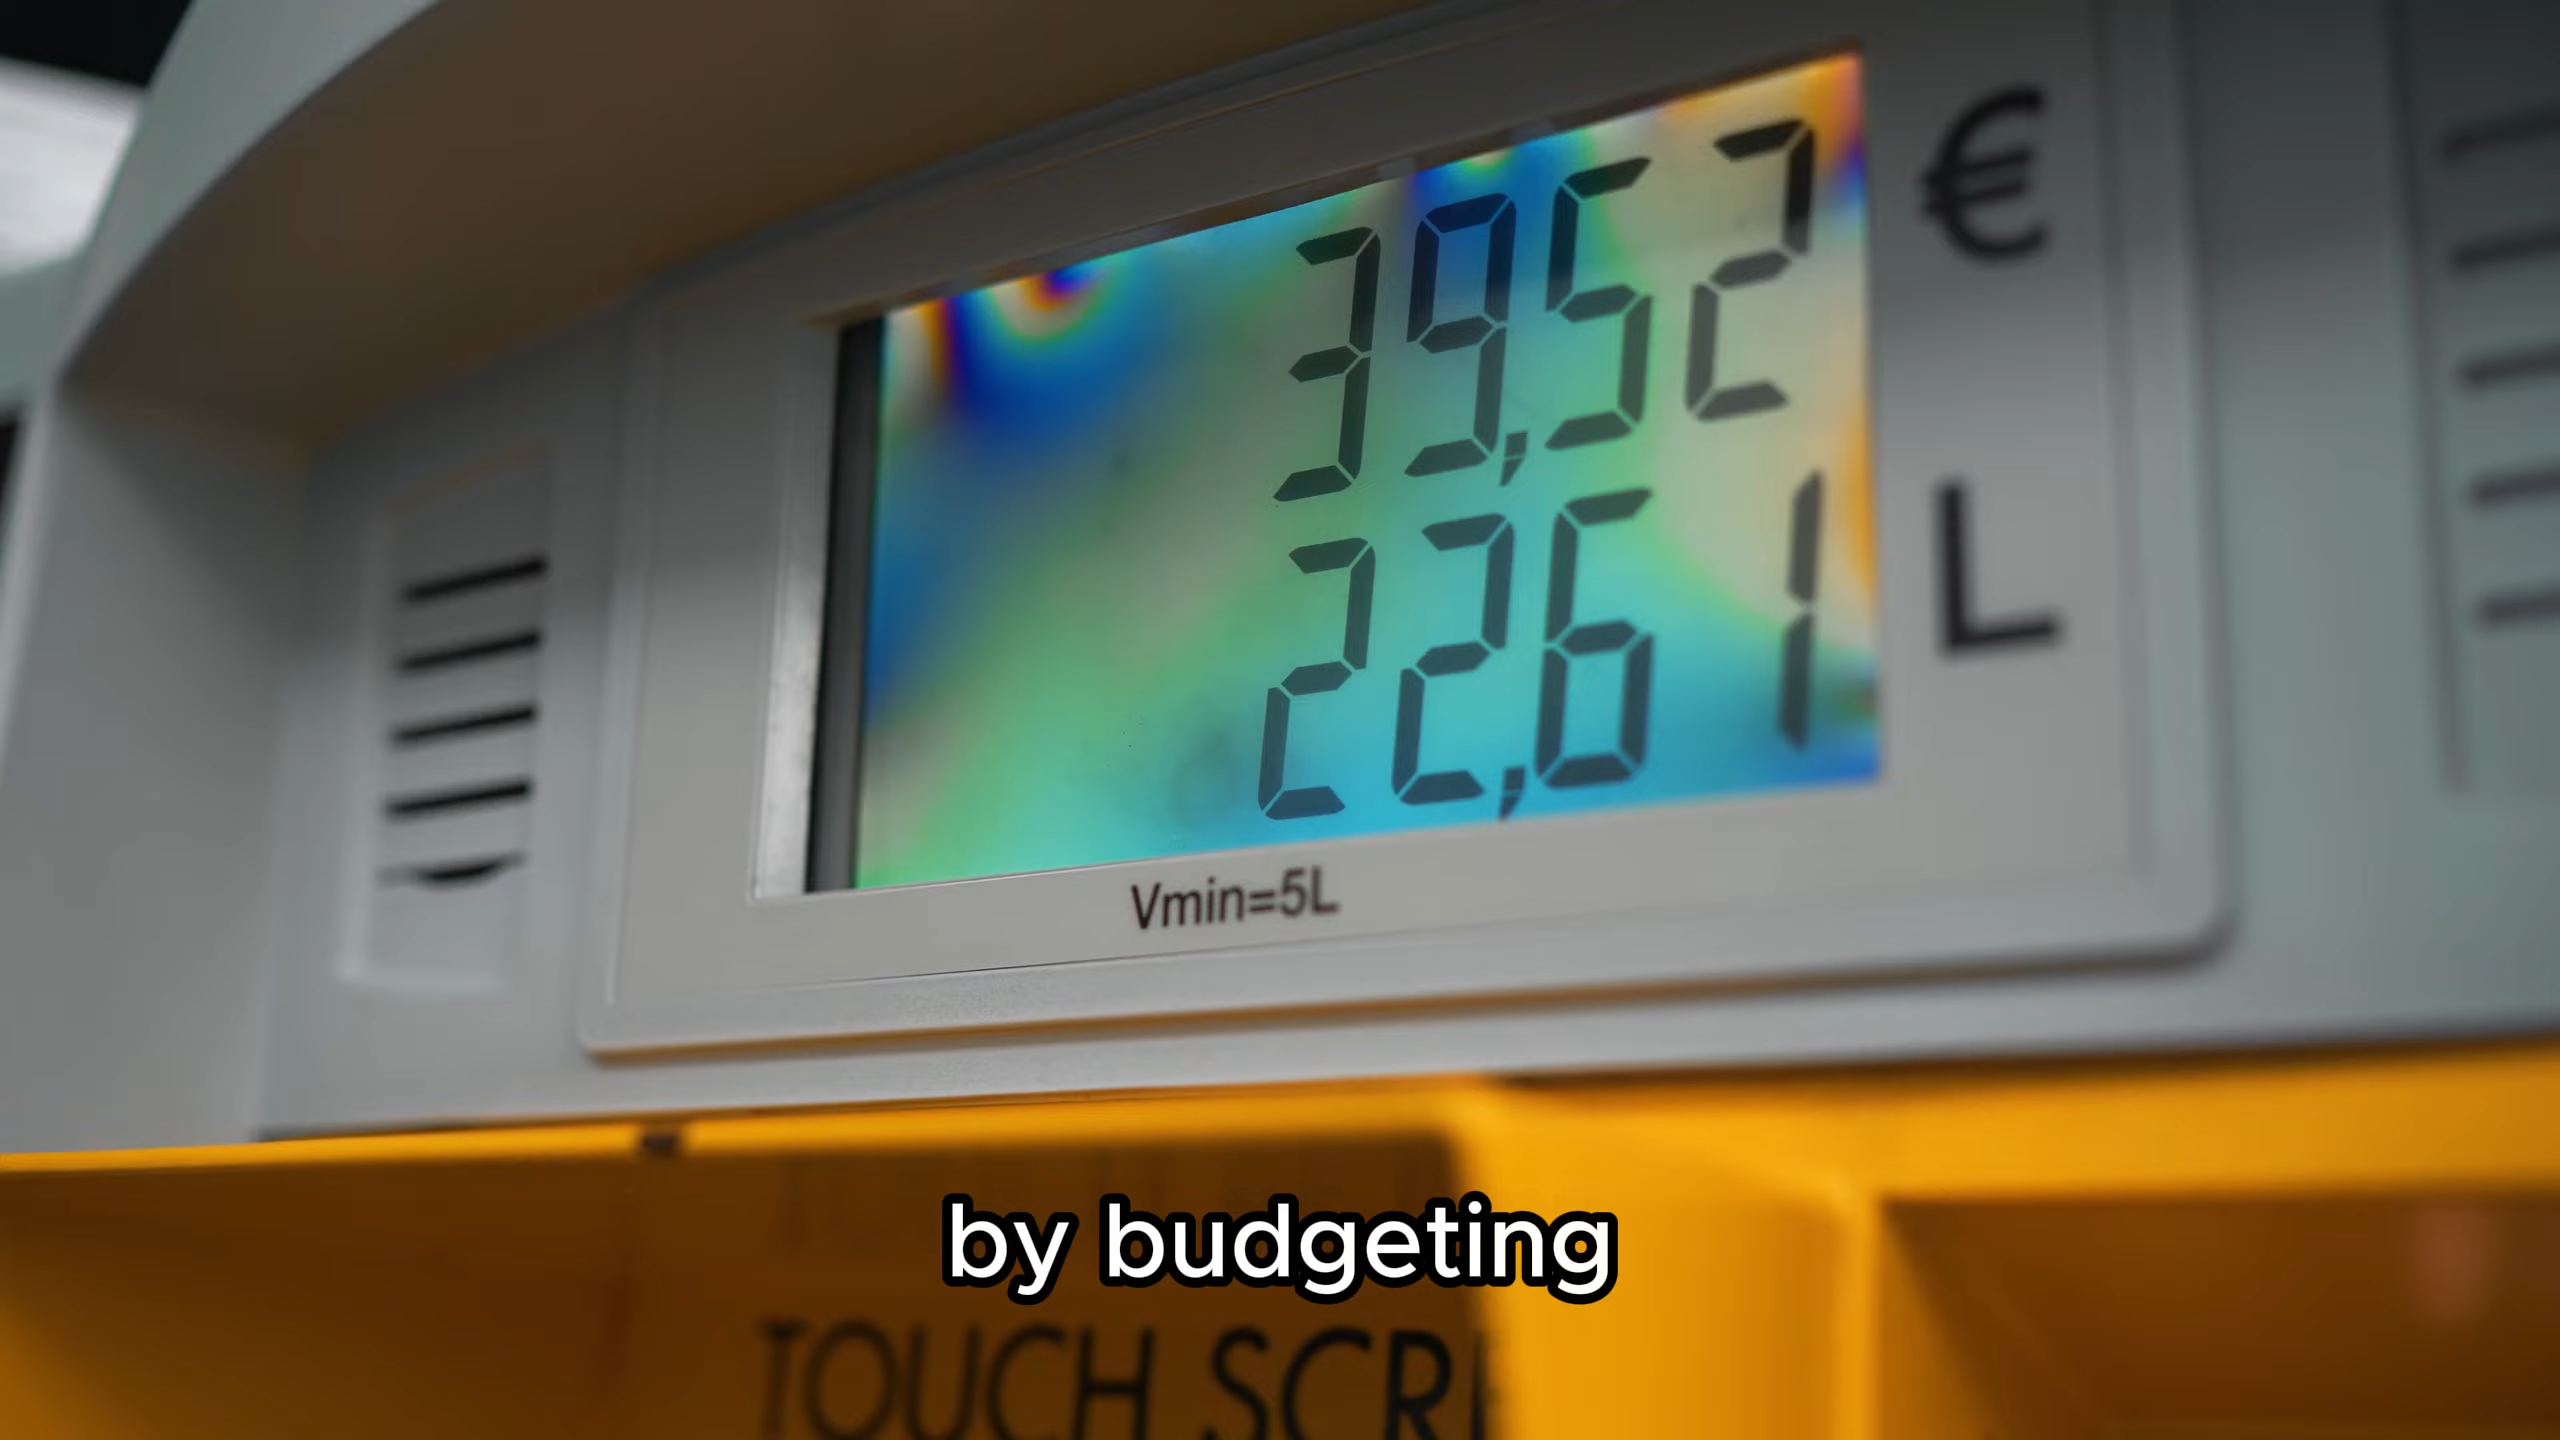 39,52 €
22,61 L
Vmin=5L
by budgeting
TOUCH SCR